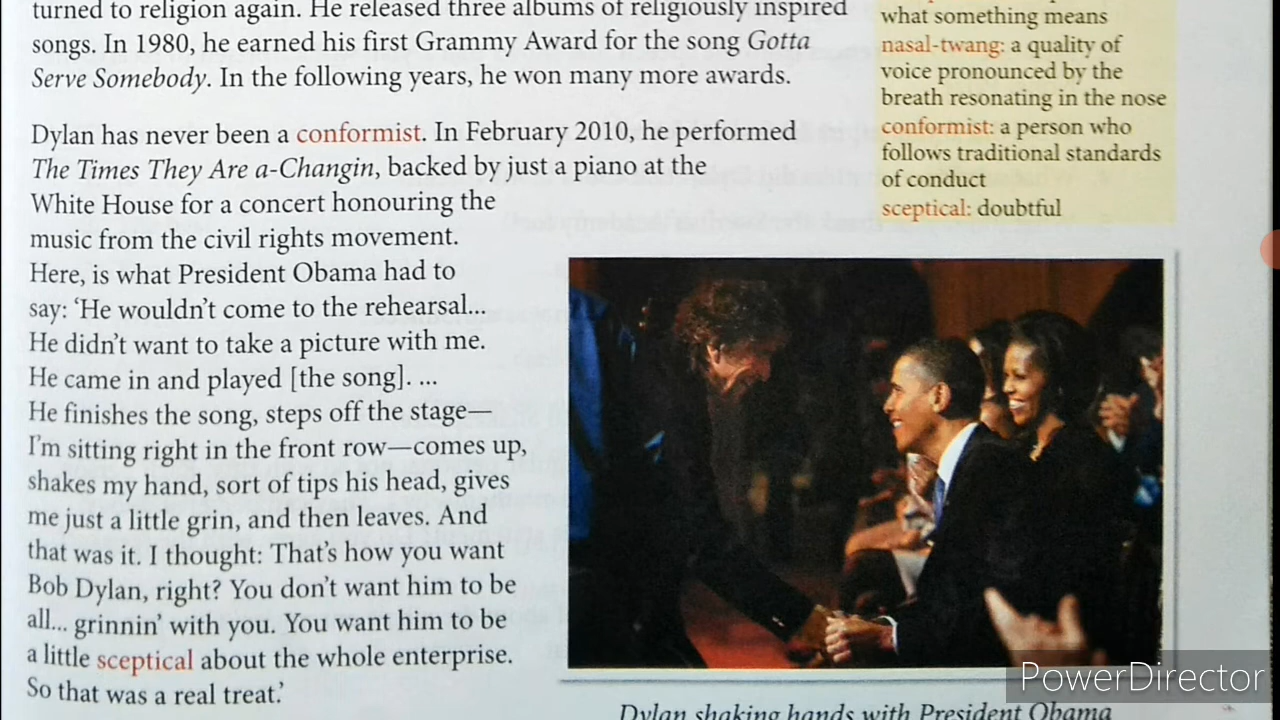 turned to religion again. He released three albums of religiously inspired
songs. In 1980, he earned his first Grammy Award for the song Gotta
Serve Somebody. In the following years, he won many more awards.
Dylan has never been a conformist. In February 2010, he performed
The Times They Are a-Changin, backed by just a piano at the
White House for a concert honouring the
music from the civil rights movement.
Here, is what President Obama had to
say: ‘He wouldn’t come to the rehearsal...
He didn’t want to take a picture with me.
He came in and played [the song]. ...
He finishes the song, steps off the stage—
I’m sitting right in the front row—comes up,
shakes my hand, sort of tips his head, gives
me just a little grin, and then leaves. And
that was it. I thought: That’s how you want
Bob Dylan, right? You don’t want him to be
all... grinnin’ with you. You want him to be
a little sceptical about the whole enterprise.
So that was a real treat.’
what something means
nasal-twang: a quality of
voice pronounced by the
breath resonating in the nose
conformist: a person who
follows traditional standards
of conduct
sceptical: doubtful
Dylan shaking hands with President Obama
PowerDirector